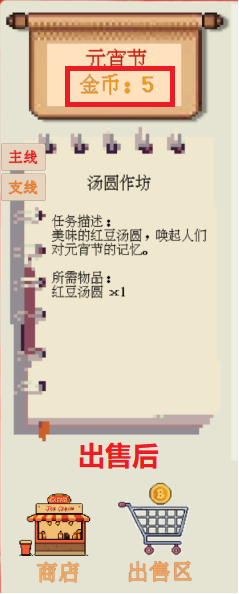 元宵节
金币：5
主线
支线
汤圆作坊
任务描述：
美味的红豆汤圆，唤起人们
对元宵节的记忆。
所需物品：
红豆汤圆 x1
出售后
商店
出售区